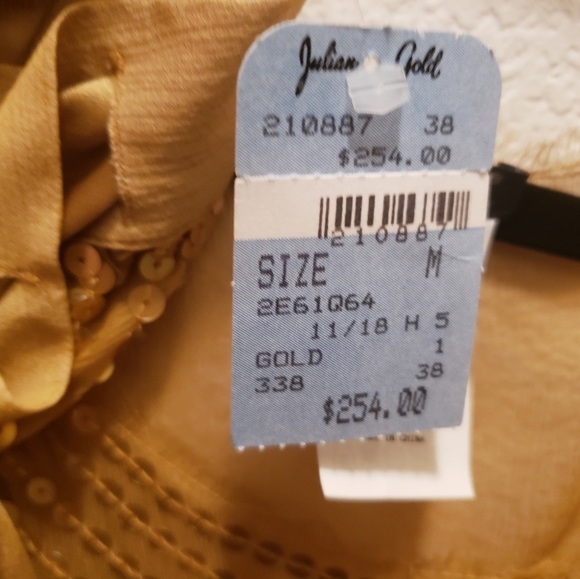 Julian Gold
210887 38
$254.00
210887
SIZE M
2E61Q64
11/18 H 5
GOLD 1
338 38
$254.00